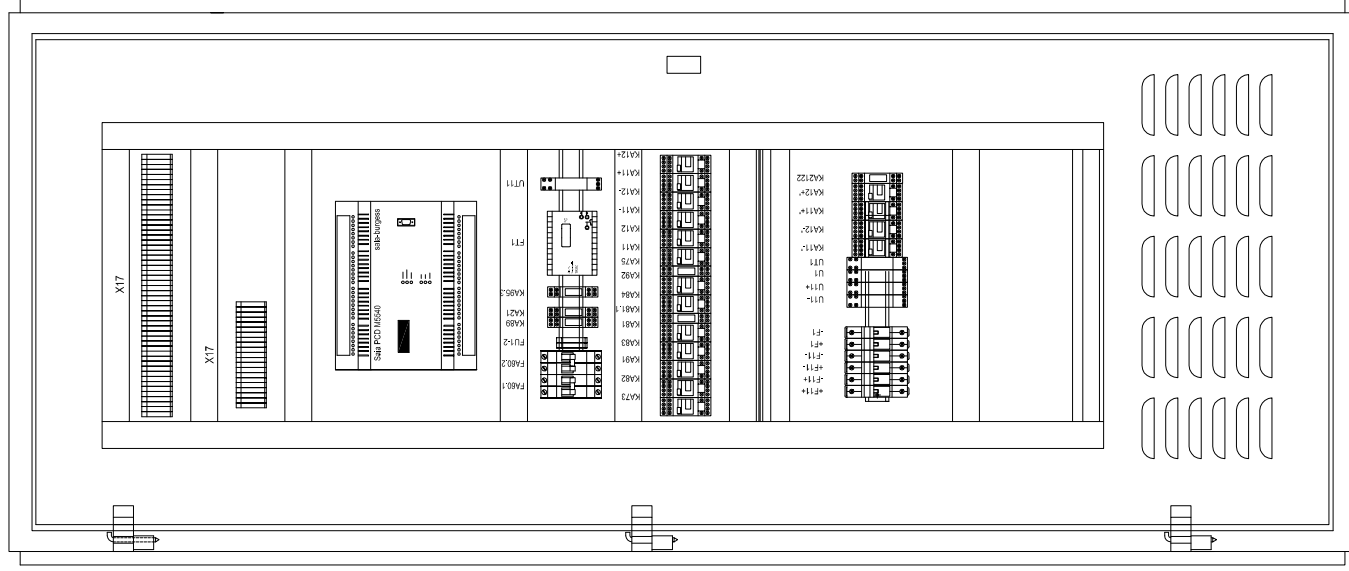 X17
X17
Saia PCD M5540
saia-burgess
UT11
FT1
KA95.3
KA21
KA89
FU1-2
FA60.2
FA60.1
KA12+
KA11+
KA12-
KA11-
KA12
KA11
KA75
KA92
KA84
KA81.1
KA81
KA83
KA91
KA82
KA73
KA2122
KA12+'
KA11+'
KA12-'
KA11-'
UT1
U1
U11+
U11-
-F1
+F1
-F11-
+F11-
-F11+
+F11+